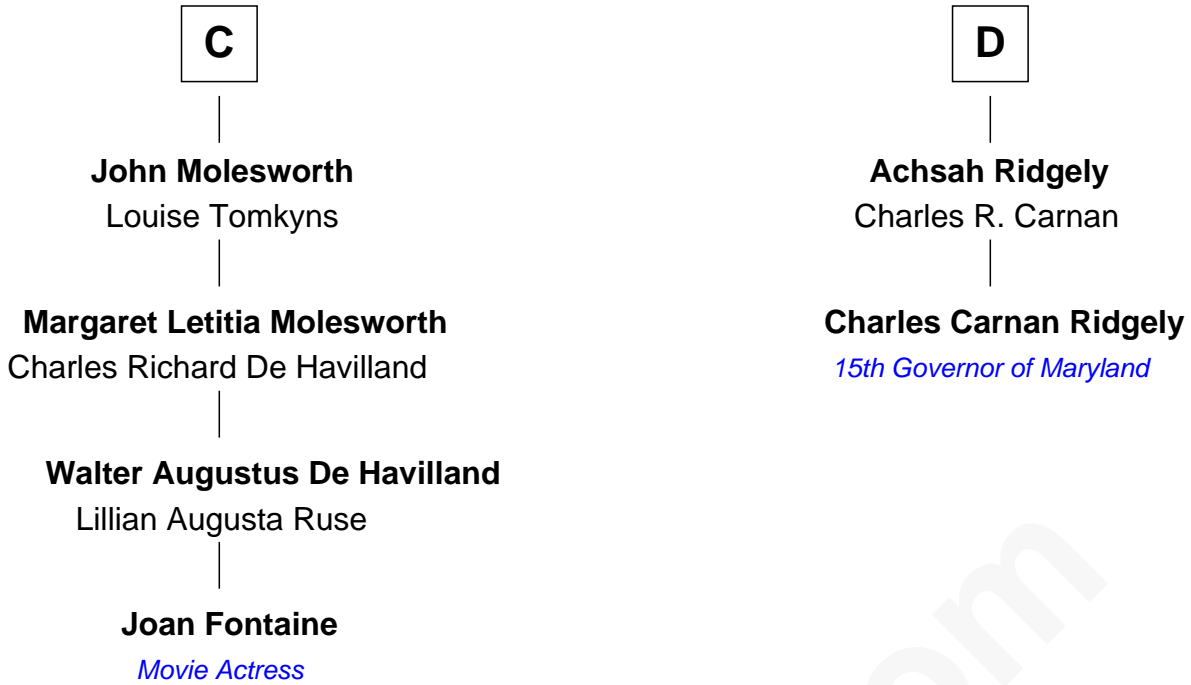 C
John Molesworth
Louise Tomkyns
Margaret Letitia Molesworth
Charles Richard De Havilland
Walter Augustus De Havilland
Lillian Augusta Ruse
Joan Fontaine
Movie Actress
D
Achsah Ridgely
Charles R. Carnan
Charles Carnan Ridgely
15th Governor of Maryland
om